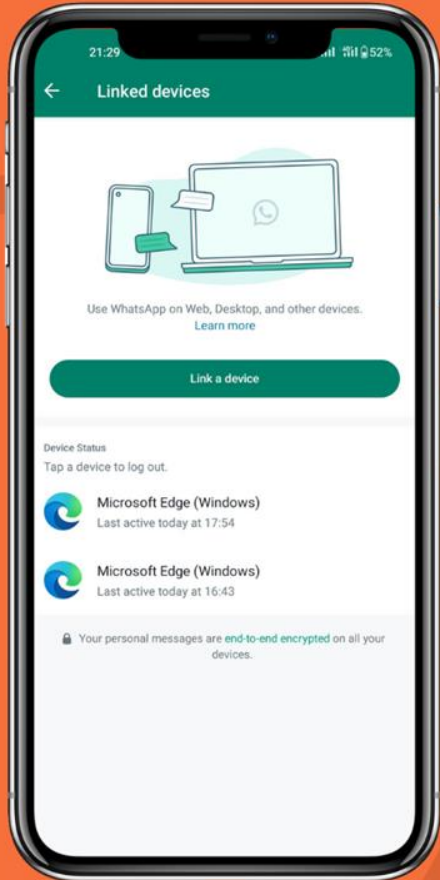 21:29
52%
Linked devices
Use WhatsApp on Web, Desktop, and other devices.
Learn more
Link a device
Device Status
Tap a device to log out.
Microsoft Edge (Windows)
Last active today at 17:54
Microsoft Edge (Windows)
Last active today at 16:43
Your personal messages are end-to-end encrypted on all your
devices.